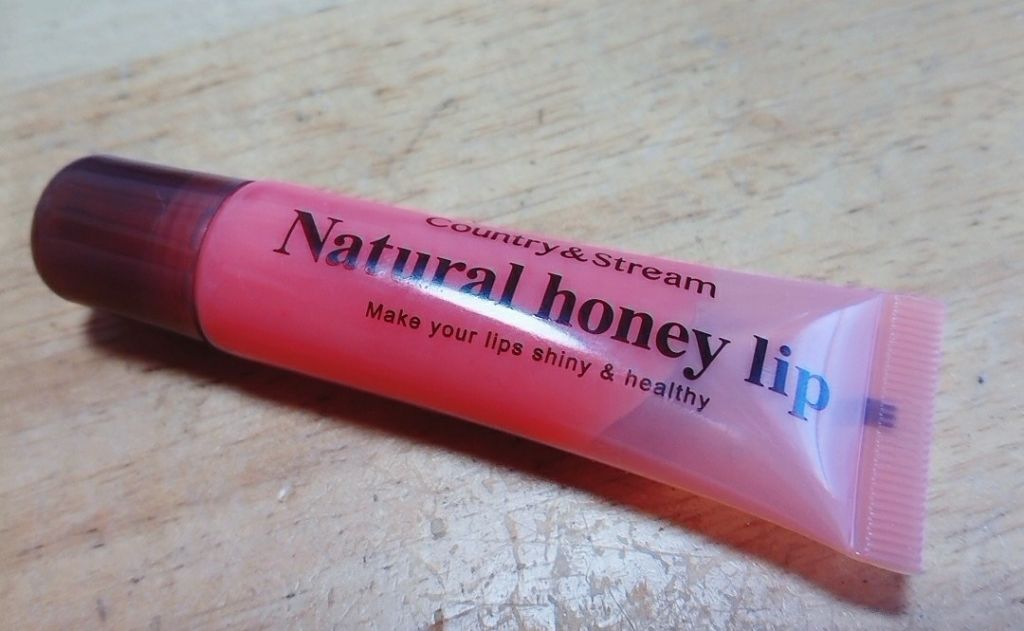 Country&Stream
Natural honey lip
Make your lips shiny & healthy